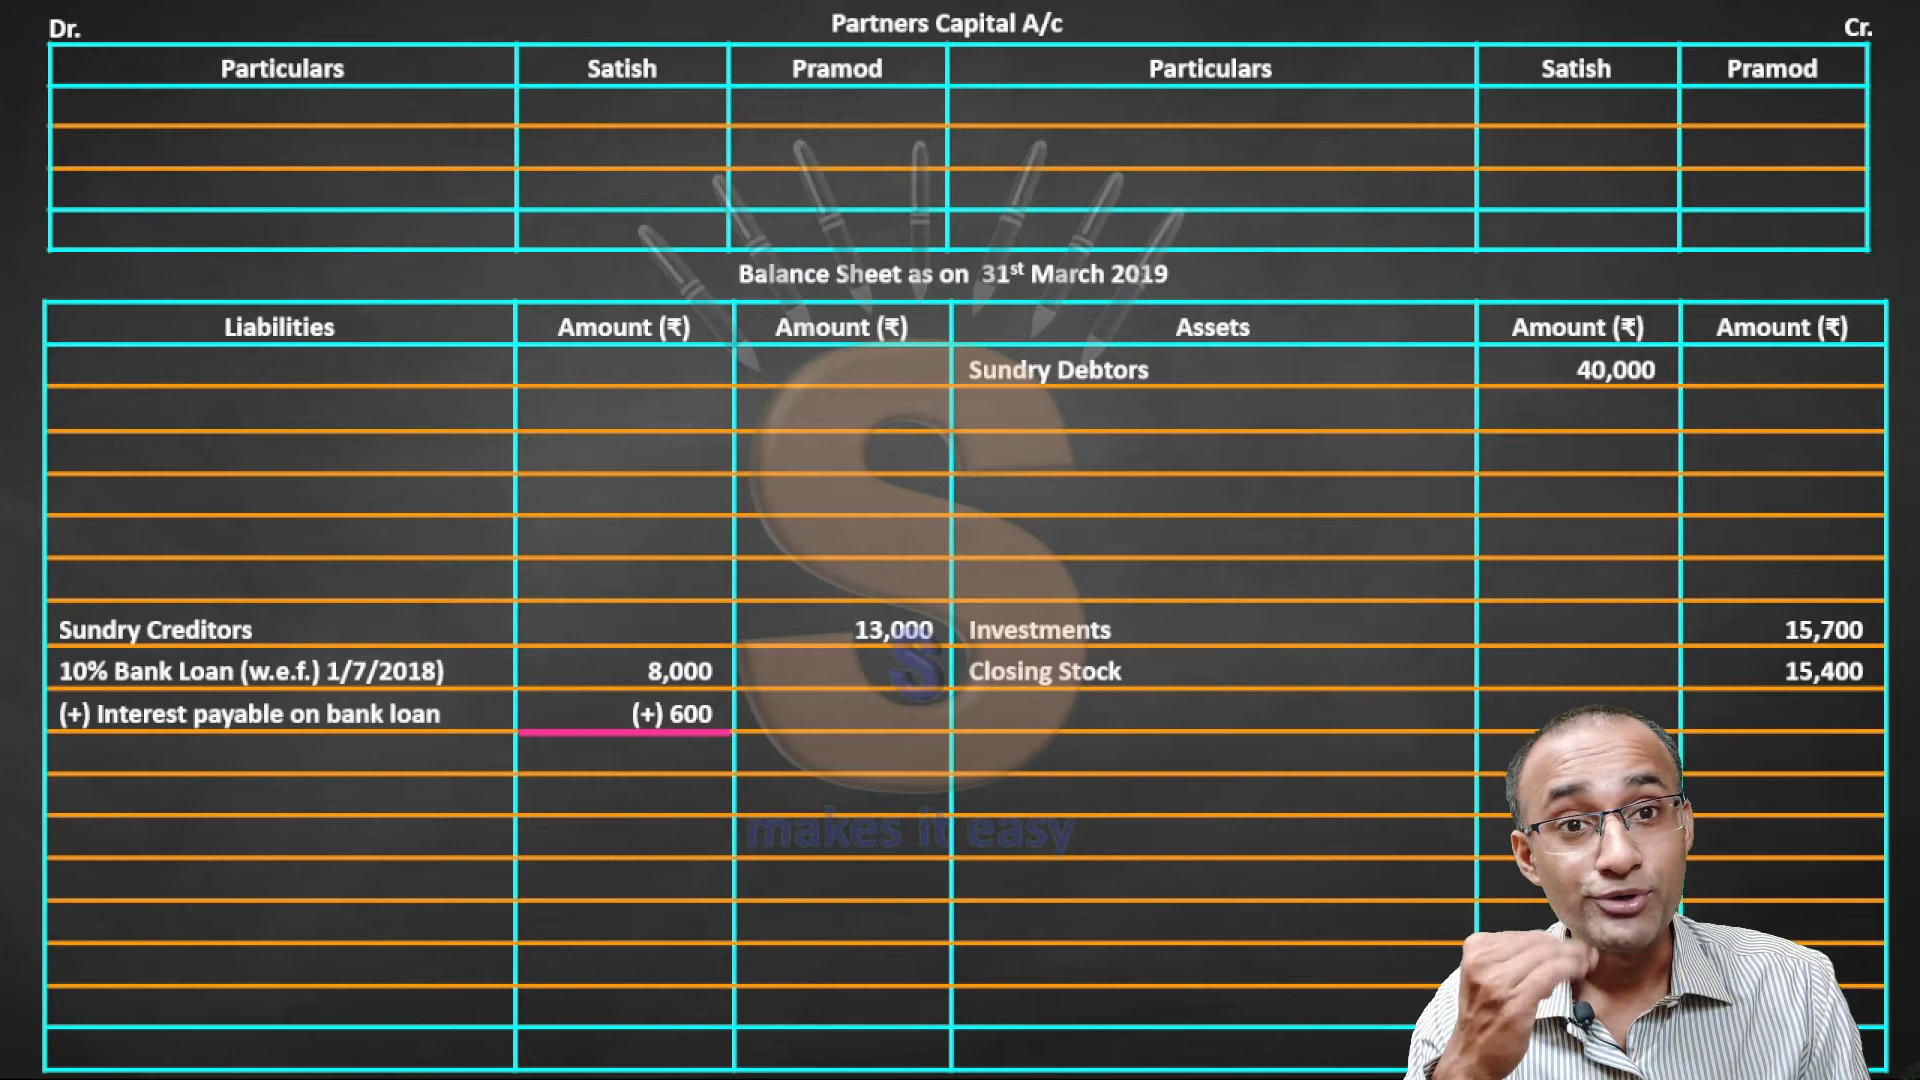 Dr. Partners Capital A/c Cr.
Particulars Satish Pramod Particulars Satish Pramod
Balance Sheet as on 31st March 2019
Liabilities Amount (₹) Amount (₹) Assets Amount (₹) Amount (₹)
Sundry Debtors 40,000
Sundry Creditors 13,000 Investments 15,700
10% Bank Loan (w.e.f.) 1/7/2018) 8,000 Closing Stock 15,400
(+) Interest payable on bank loan (+) 600
S
S
makes it easy